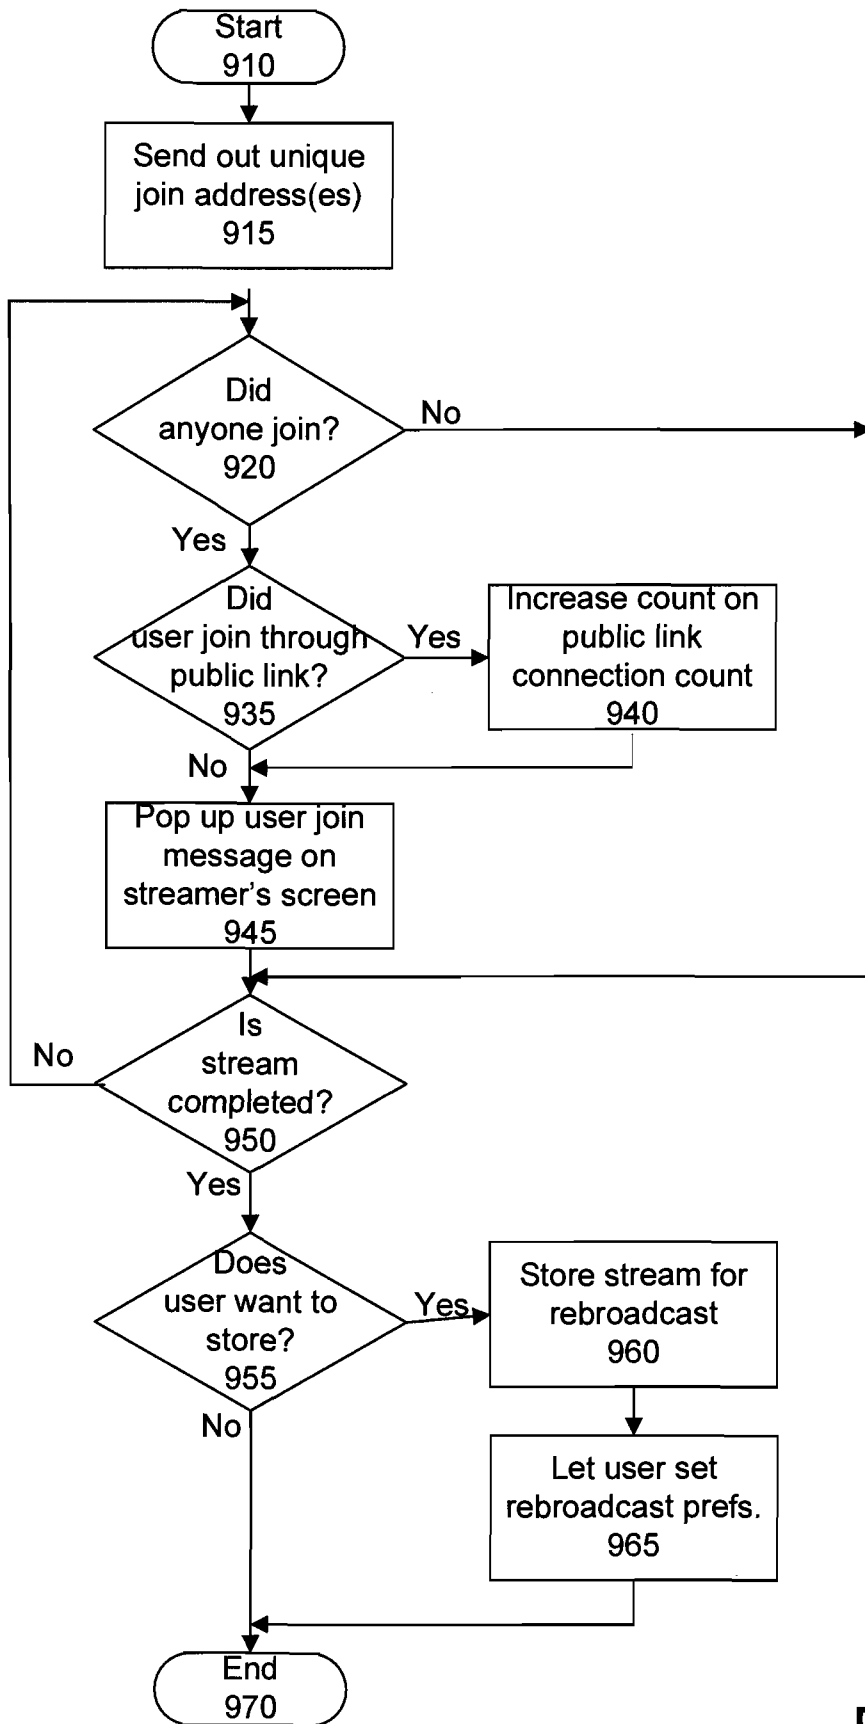 Start
910
Send out unique
join address(es)
915
Did
anyone join?
920
No
Yes
Did
user join through
public link?
935
Yes
Increase count on
public link
connection count
940
No
Pop up user join
message on
streamer's screen
945
Is
stream
completed?
950
No
Yes
Does
user want to
store?
955
Yes
Store stream for
rebroadcast
960
No
Let user set
rebroadcast prefs.
965
End
970